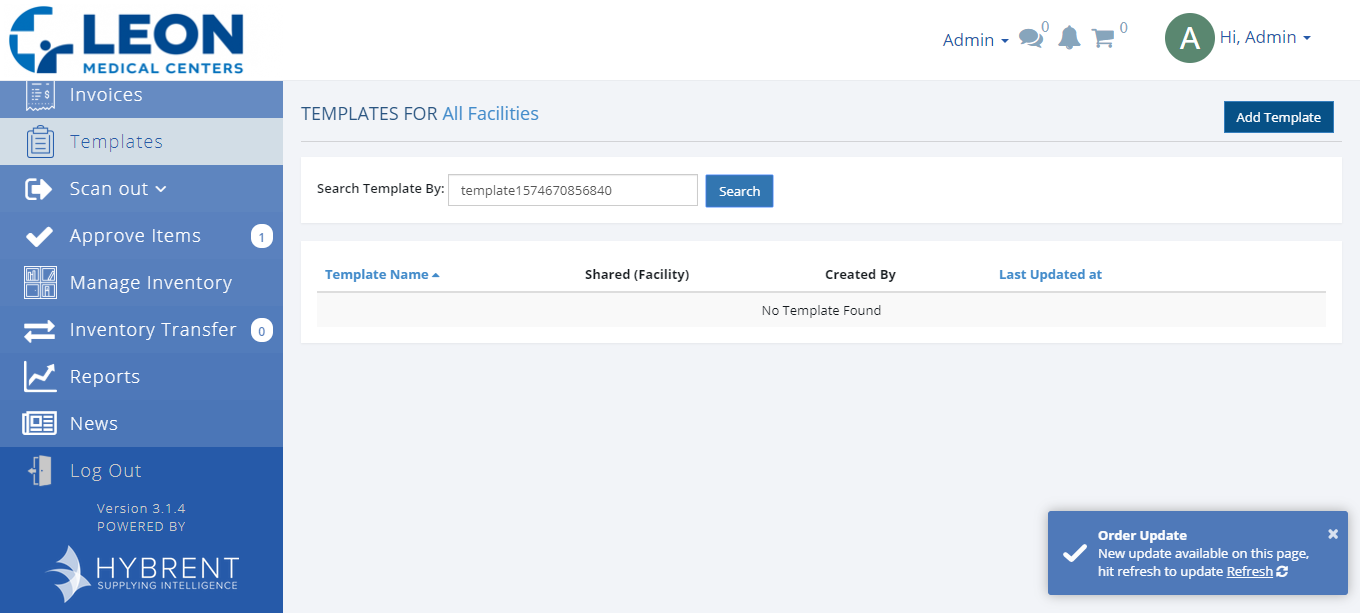 LEON
MEDICAL CENTERS
Admin
0
0
A
Hi, Admin
Invoices
Templates
Scan out
Approve Items
1
Manage Inventory
Inventory Transfer
0
Reports
News
Log Out
Version 3.1.4
POWERED BY
HYBRENT
SUPPLYING INTELLIGENCE
TEMPLATES FOR All Facilities
Add Template
Search Template By:
template1574670856840
Search
Template Name
Shared (Facility)
Created By
Last Updated at
No Template Found
Order Update
New update available on this page,
hit refresh to update Refresh